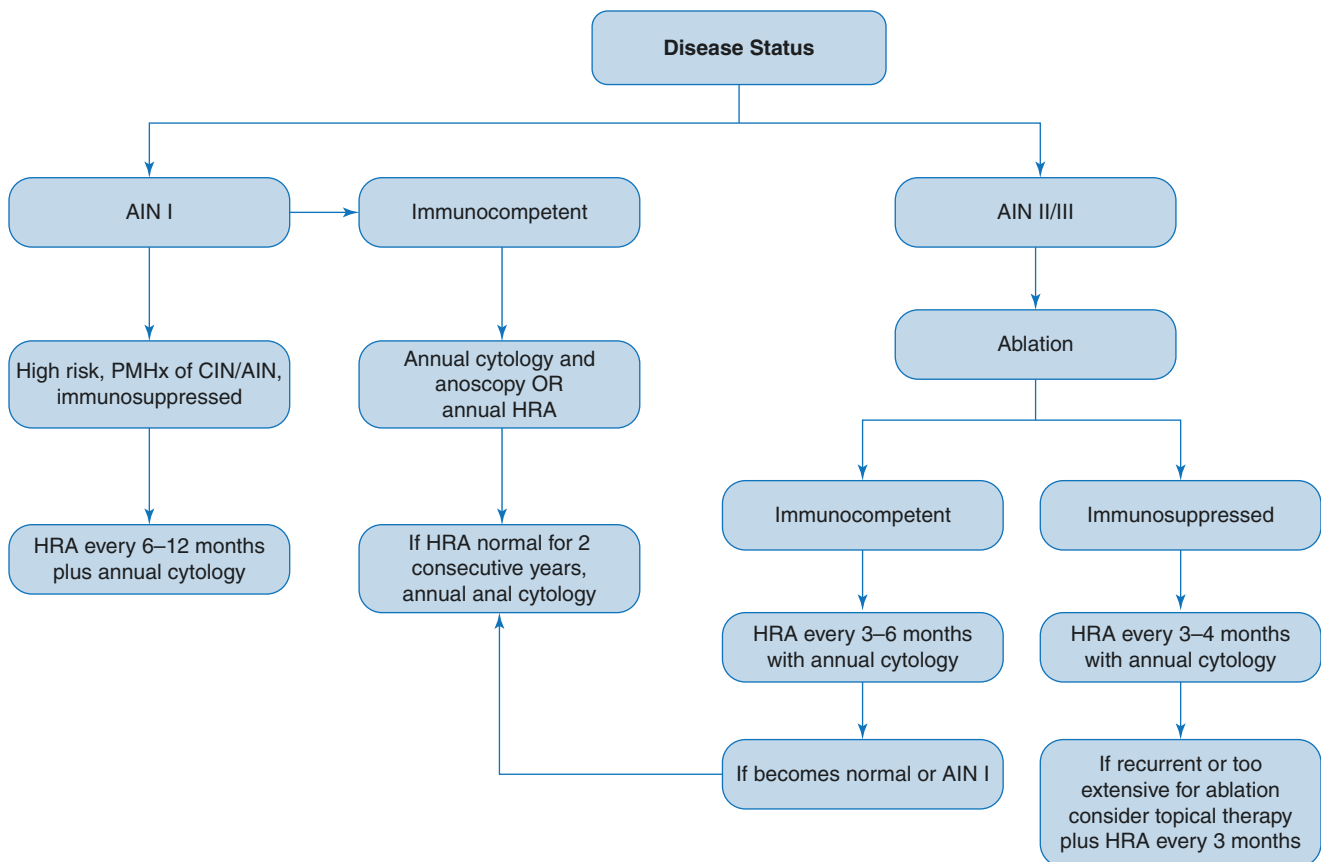 Disease Status
AIN I
Immunocompetent
AIN II/III
High risk, PMHx of CIN/AIN,
immunosuppressed
Annual cytology and
anoscopy OR
annual HRA
Ablation
HRA every 6–12 months
plus annual cytology
If HRA normal for 2
consecutive years,
annual anal cytology
Immunocompetent
Immunosuppressed
HRA every 3–6 months
with annual cytology
HRA every 3–4 months
with annual cytology
If becomes normal or AIN I
If recurrent or too
extensive for ablation
consider topical therapy
plus HRA every 3 months